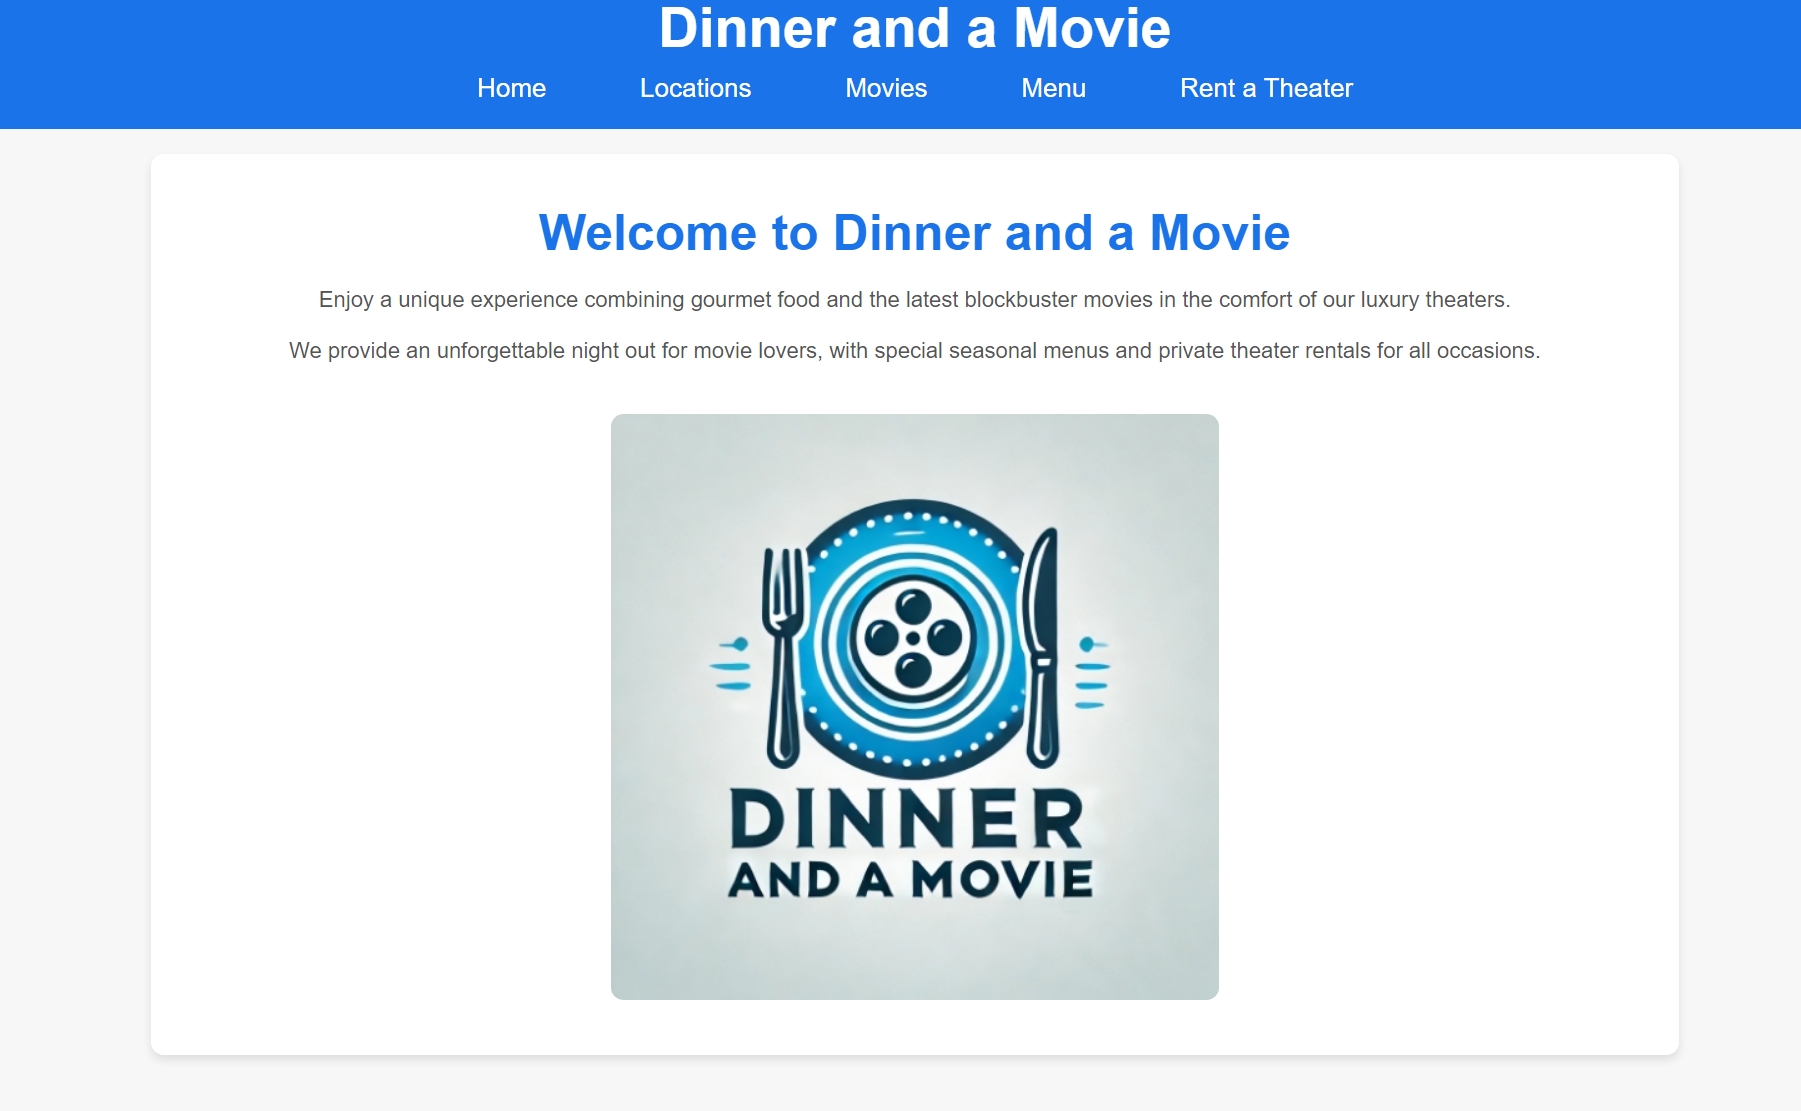 Dinner and a Movie
Home Locations Movies Menu Rent a Theater
Welcome to Dinner and a Movie
Enjoy a unique experience combining gourmet food and the latest blockbuster movies in the comfort of our luxury theaters.
We provide an unforgettable night out for movie lovers, with special seasonal menus and private theater rentals for all occasions.
DINNER
AND A MOVIE